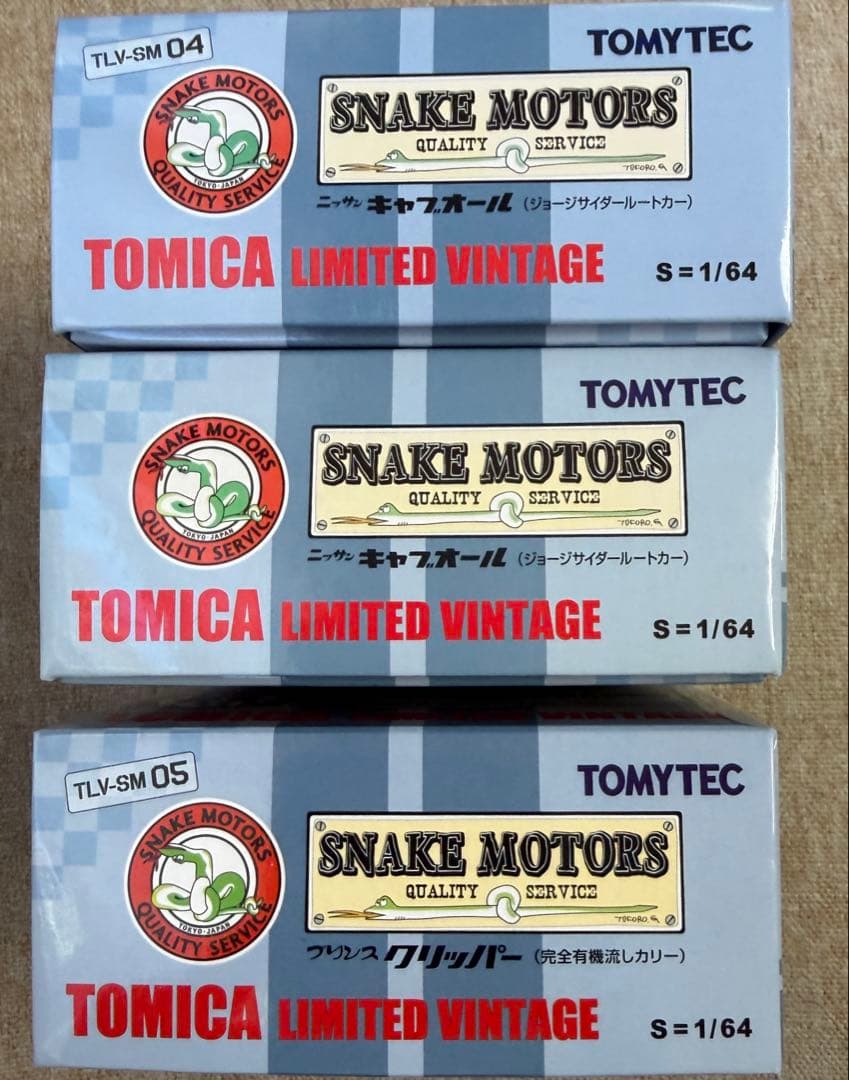 TLV-SM 04
TOMYTEC
SNAKE MOTORS
QUALITY SERVICE
TOKYO-JAPAN
SNAKE MOTORS
QUALITY SERVICE
TOKORO.G
ニッサン キャブオール (ジョージサイダールートカー)
TOMICA LIMITED VINTAGE
S=1/64
TOMYTEC
SNAKE MOTORS
QUALITY SERVICE
TOKYO-JAPAN
SNAKE MOTORS
QUALITY SERVICE
TOKORO.G
ニッサン キャブオール (ジョージサイダールートカー)
TOMICA LIMITED VINTAGE
S=1/64
TLV-SM 05
TOMYTEC
SNAKE MOTORS
QUALITY SERVICE
TOKYO-JAPAN
SNAKE MOTORS
QUALITY SERVICE
TOKORO.G
プリンス クリッパー (完全有機流しカリー)
TOMICA LIMITED VINTAGE
S=1/64